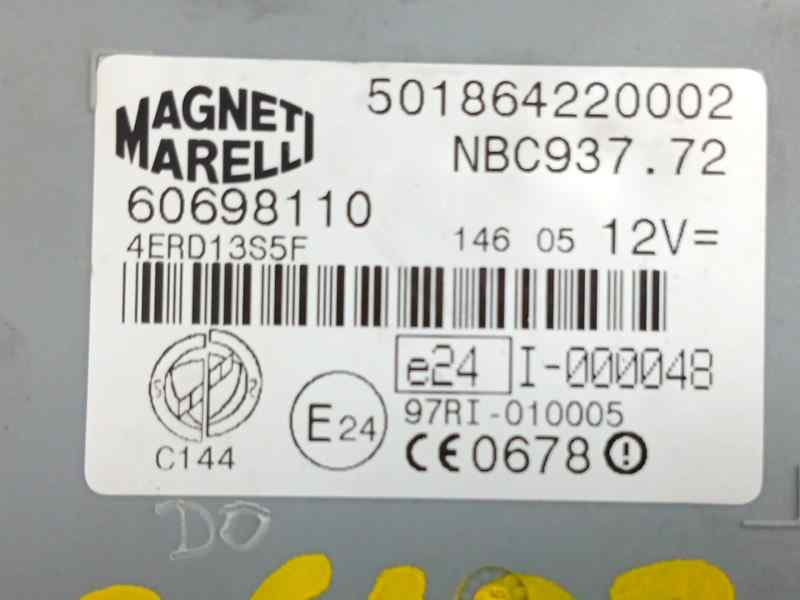 MAGNETI
MARELLI
501864220002
NBC937.72
60698110
4ERD13S5F
146 05 12V=
e24 I-000048
97RI-010005
E24
CE0678
C144
DO